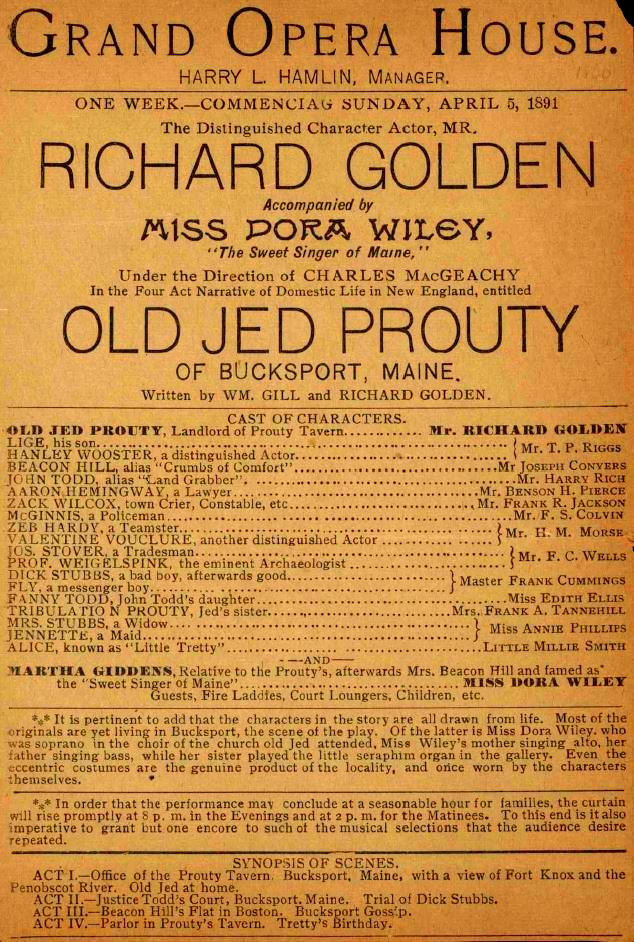 GRAND OPERA HOUSE.
HARRY L. HAMLIN, MANAGER.
ONE WEEK.—COMMENCIAG SUNDAY, APRIL 5, 1891
The Distinguished Character Actor, MR.
RICHARD GOLDEN
Accompanied by
MISS DORA WILEY,
"The Sweet Singer of Maine,"
Under the Direction of CHARLES MACGEACHY
In the Four Act Narrative of Domestic Life in New England, entitled
OLD JED PROUTY
OF BUCKSPORT, MAINE.
Written by WM. GILL and RICHARD GOLDEN.
CAST OF CHARACTERS.
OLD JED PROUTY, Landlord of Prouty Tavern............ Mr. RICHARD GOLDEN
LIGE, his son............
HANLEY WOOSTER, a distinguished Actor............ } Mr. T. P. RIGGS
BEACON HILL, alias "Crumbs of Comfort"............Mr JOSEPH CONYERS
JOHN TODD, alias "Land Grabber"............Mr. HARRY RICH
AARON HEMINGWAY, a Lawyer............Mr. BENSON H. PIERCE
ZACK WILCOX, town Crier, Constable, etc............Mr. FRANK R. JACKSON
MCGINNIS, a Policeman............Mr. F. S. COLVIN
ZEB HARDY, a Teamster............
VALENTINE VOUCLURE, another distinguished Actor ............ } Mr. H. M. MORSE
JOS. STOVER, a Tradesman............
PROF. WEIGELSPINK, the eminent Archaeologist ............ } Mr. F. C. WELLS
DICK STUBBS, a bad boy, afterwards good............
FLY, a messenger boy............ } Master FRANK CUMMINGS
FANNY TODD, John Todd's daughter............Miss EDITH ELLIS
TRIBULATION PROUTY, Jed's sister............Mrs. FRANK A. TANNEHILL
MRS. STUBBS, a Widow............
JENNETTE, a Maid............ } Miss ANNIE PHILLIPS
ALICE, known as "Little Tretty"............LITTLE MILLIE SMITH
—AND—
MARTHA GIDDENS, Relative to the Prouty's, afterwards Mrs. Beacon Hill and famed as
the "Sweet Singer of Maine"............ MISS DORA WILEY
Guests, Fire Laddies, Court Loungers, Children, etc.
*** It is pertinent to add that the characters in the story are all drawn from life. Most of the
originals are yet living in Bucksport, the scene of the play. Of the latter is Miss Dora Wiley. who
was soprano in the choir of the church old Jed attended, Miss Wiley's mother singing alto, her
father singing bass, while her sister played the little seraphim organ in the gallery. Even the
eccentric costumes are the genuine product of the locality, and once worn by the characters
themselves.
*** In order that the performance may conclude at a seasonable hour for families, the curtain
will rise promptly at 8 p. m. in the Evenings and at 2 p. m. for the Matinees. To this end is it also
imperative to grant but one encore to such of the musical selections that the audience desire
repeated.
SYNOPSIS OF SCENES.
ACT I.—Office of the Prouty Tavern. Bucksport, Maine, with a view of Fort Knox and the
Penobscot River. Old Jed at home.
ACT II.—Justice Todd's Court, Bucksport. Maine. Trial of Dick Stubbs.
ACT III.—Beacon Hill's Flat in Boston. Bucksport Gossip.
ACT IV.—Parlor in Prouty's Tavern. Tretty's Birthday.